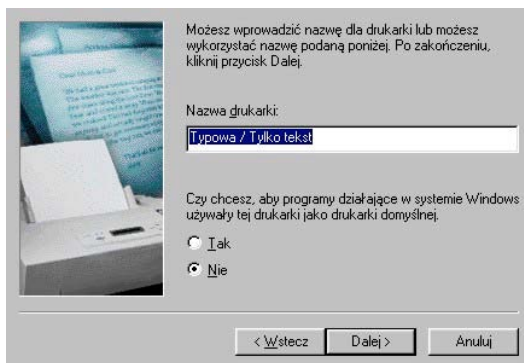 Możesz wprowadzić nazwę dla drukarki lub możesz
wykorzystać nazwę podaną poniżej. Po zakończeniu,
kliknij przycisk Dalej.
Nazwa drukarki:
Typowa / Tylko tekst
Czy chcesz, aby programy działające w systemie Windows
używały tej drukarki jako drukarki domyślnej.
Tak
Nie
< Wstecz Dalej > Anuluj